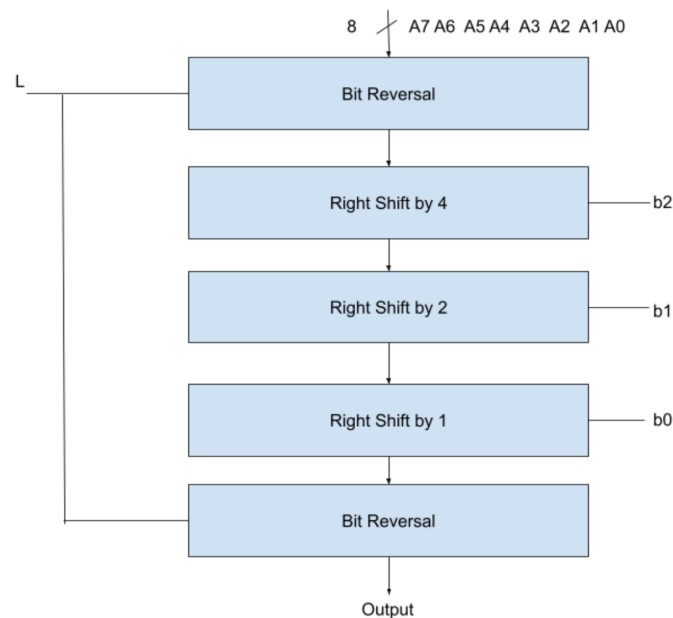 8 A7 A6 A5 A4 A3 A2 A1 A0
L
Bit Reversal
Right Shift by 4
b2
Right Shift by 2
b1
Right Shift by 1
b0
Bit Reversal
Output